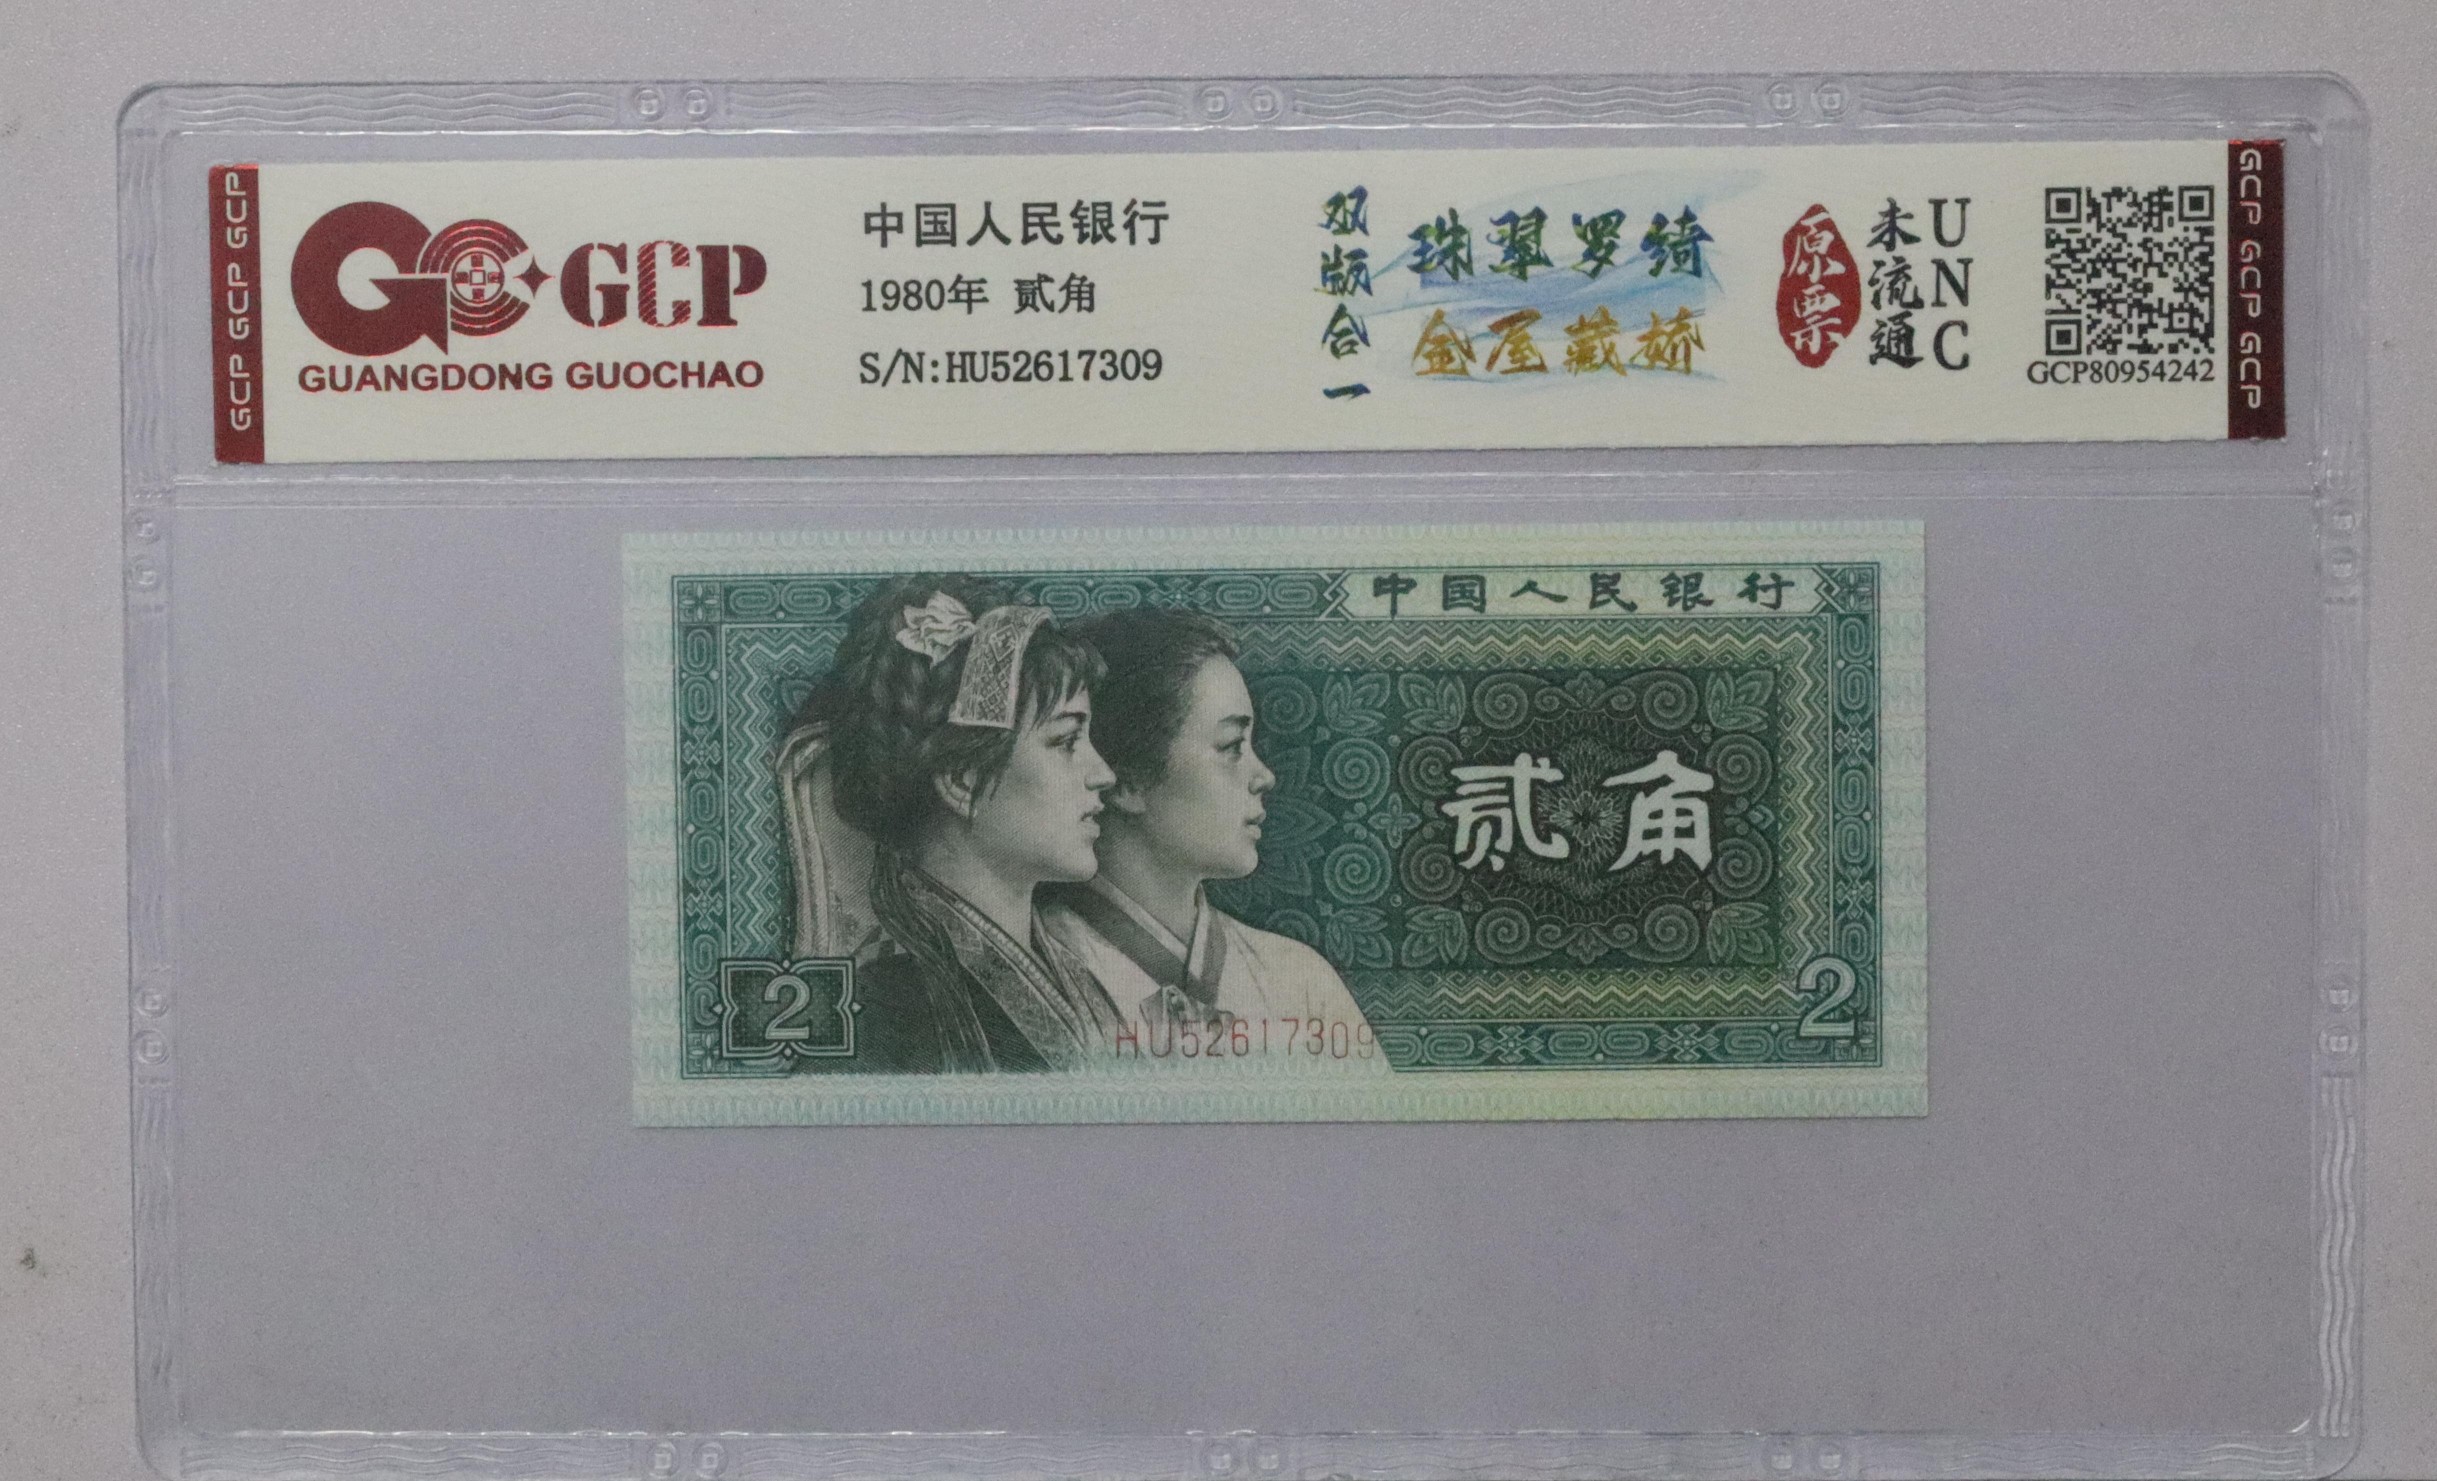 GCP GCP GCP
GCP
GUANGDONG GUOCHAO
中国人民银行
1980年 贰角
S/N:HU52617309
双版合一
珠翠罗绮
金屋藏娇
原票
未流通
UNC
GCP80954242
GCP GCP GCP
中国人民银行
贰角
2
2
HU52617309